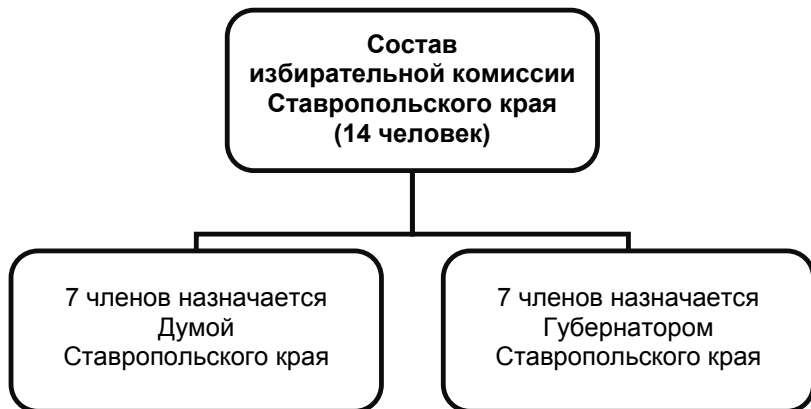 Состав
избирательной комиссии
Ставропольского края
(14 человек)
7 членов назначается
Думой
Ставропольского края
7 членов назначается
Губернатором
Ставропольского края